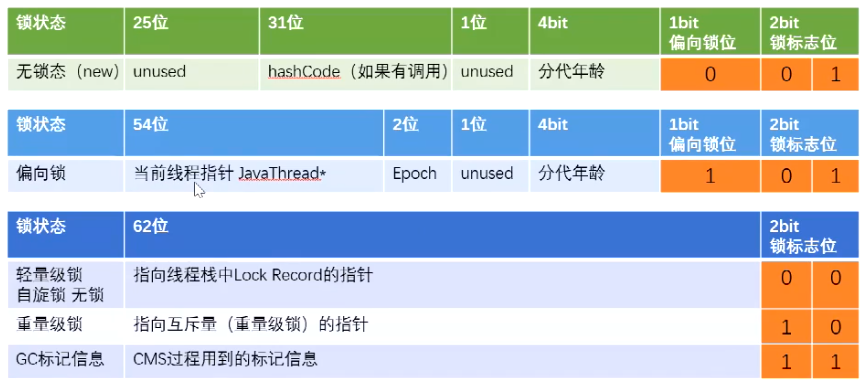 锁状态 25位 31位 1位 4bit 1bit 偏向锁位 2bit 锁标志位
无锁态（new） unused hashCode（如果有调用） unused 分代年龄 0 0 1
锁状态 54位 2位 1位 4bit 1bit 偏向锁位 2bit 锁标志位
偏向锁 当前线程指针 JavaThread* Epoch unused 分代年龄 1 0 1
锁状态 62位 2bit 锁标志位
轻量级锁 自旋锁 无锁 指向线程栈中Lock Record的指针 0 0
重量级锁 指向互斥量（重量级锁）的指针 1 0
GC标记信息 CMS过程用到的标记信息 1 1